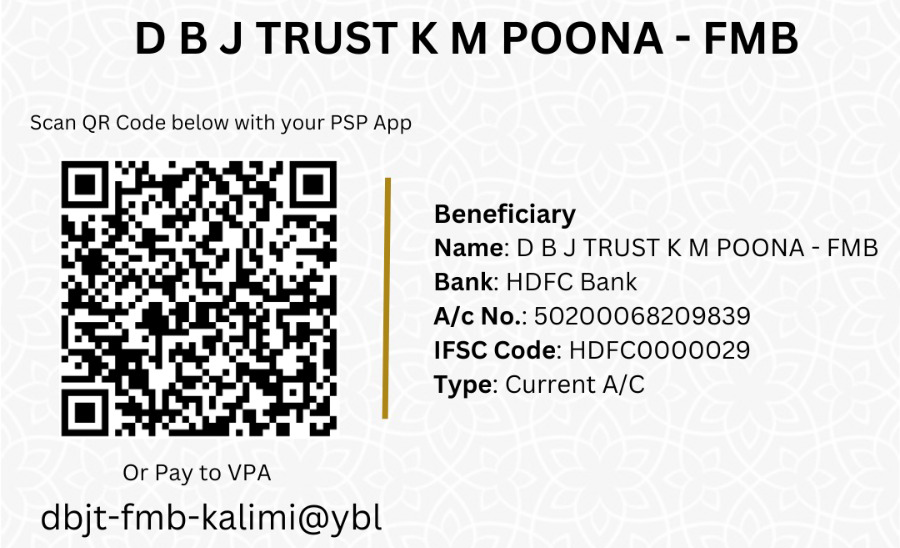 D B J TRUST K M POONA - FMB
Scan QR Code below with your PSP App
Or Pay to VPA
dbjt-fmb-kalimi@ybl
Beneficiary
Name: D B J TRUST K M POONA - FMB
Bank: HDFC Bank
A/c No.: 50200068209839
IFSC Code: HDFC0000029
Type: Current A/C